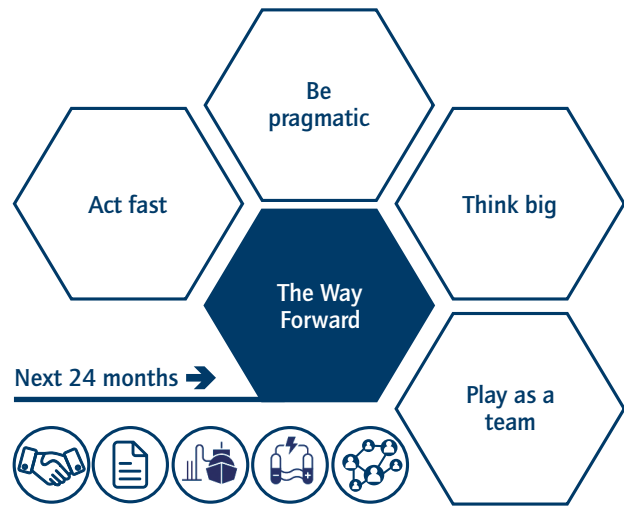 Be
pragmatic
Act fast
Think big
The Way
Forward
Next 24 months
Play as a
team